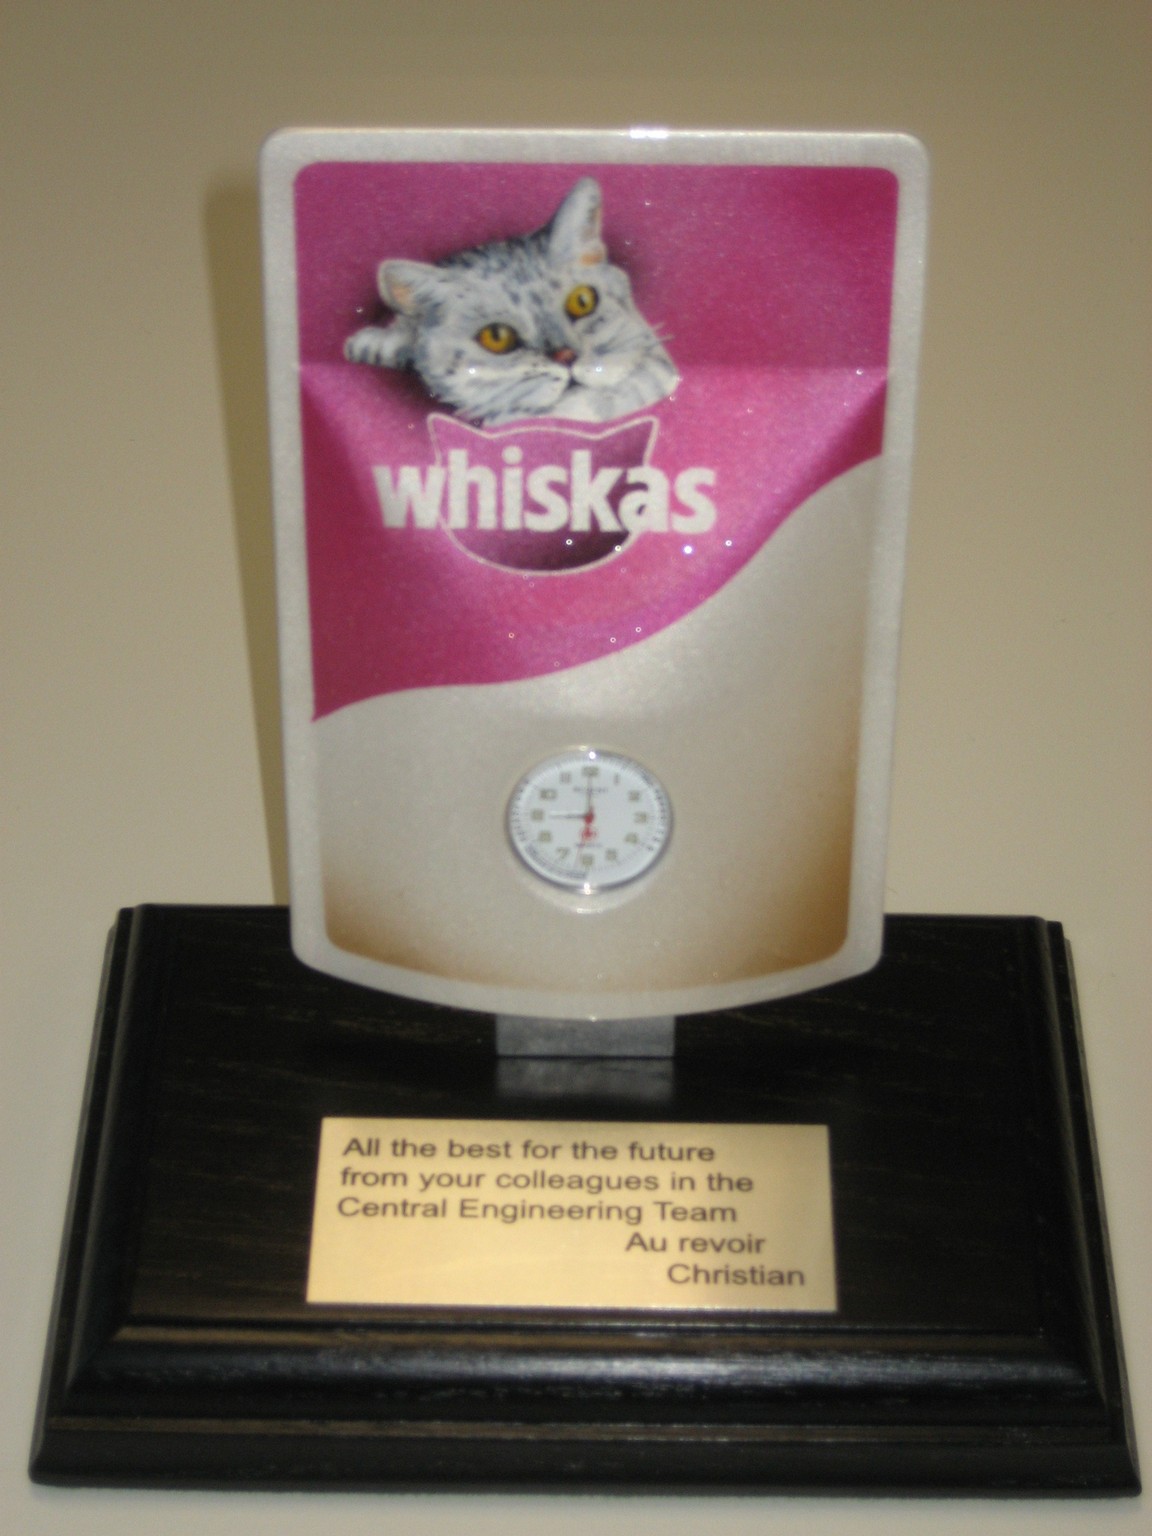 whiskas
All the best for the future
from your colleagues in the
Central Engineering Team
Au revoir
Christian